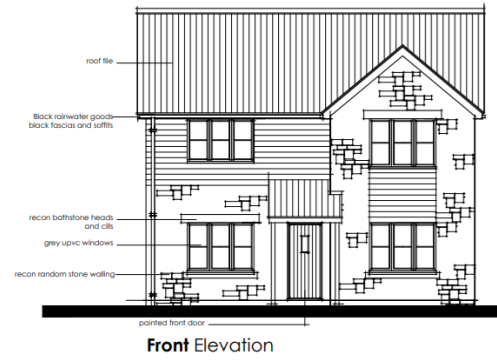 roof tile
Black rainwater goods
black fascias and soffits
recon bathstone heads
and cills
grey upvc windows
recon random stone walling
painted front door
Front Elevation